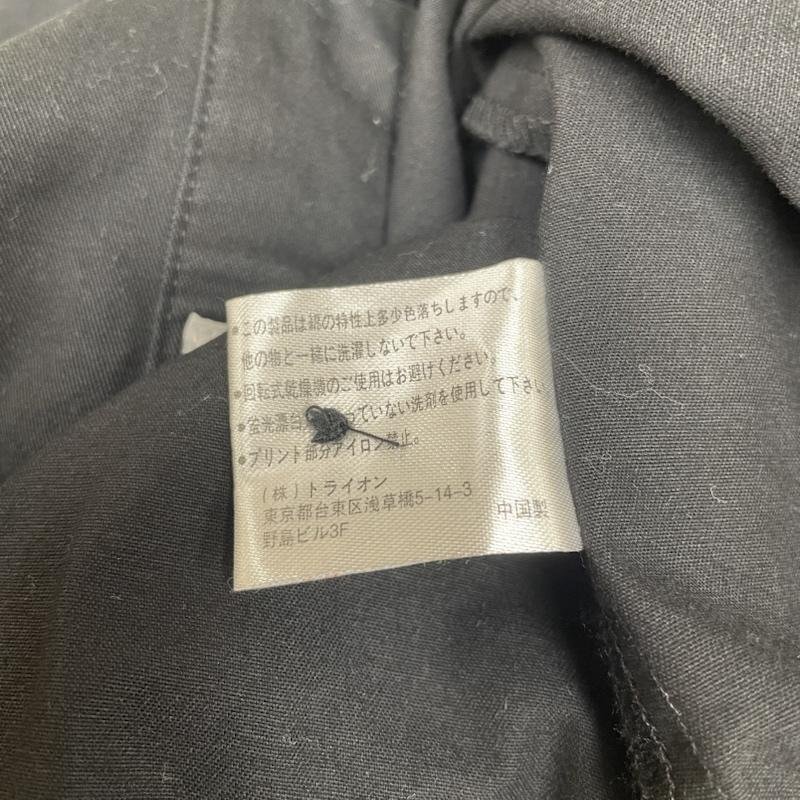 ●この製品は綿の特性上多少色落ちしますので、
他の物と一緒に洗濯しないで下さい。
●回転式乾燥機のご使用はお避けください。
●蛍光漂白 っていない洗剤を使用して下さい
●プリント部分アイロン禁止。
(株)トライオン
東京都台東区浅草橋5-14-3
野島ビル3F
中国製